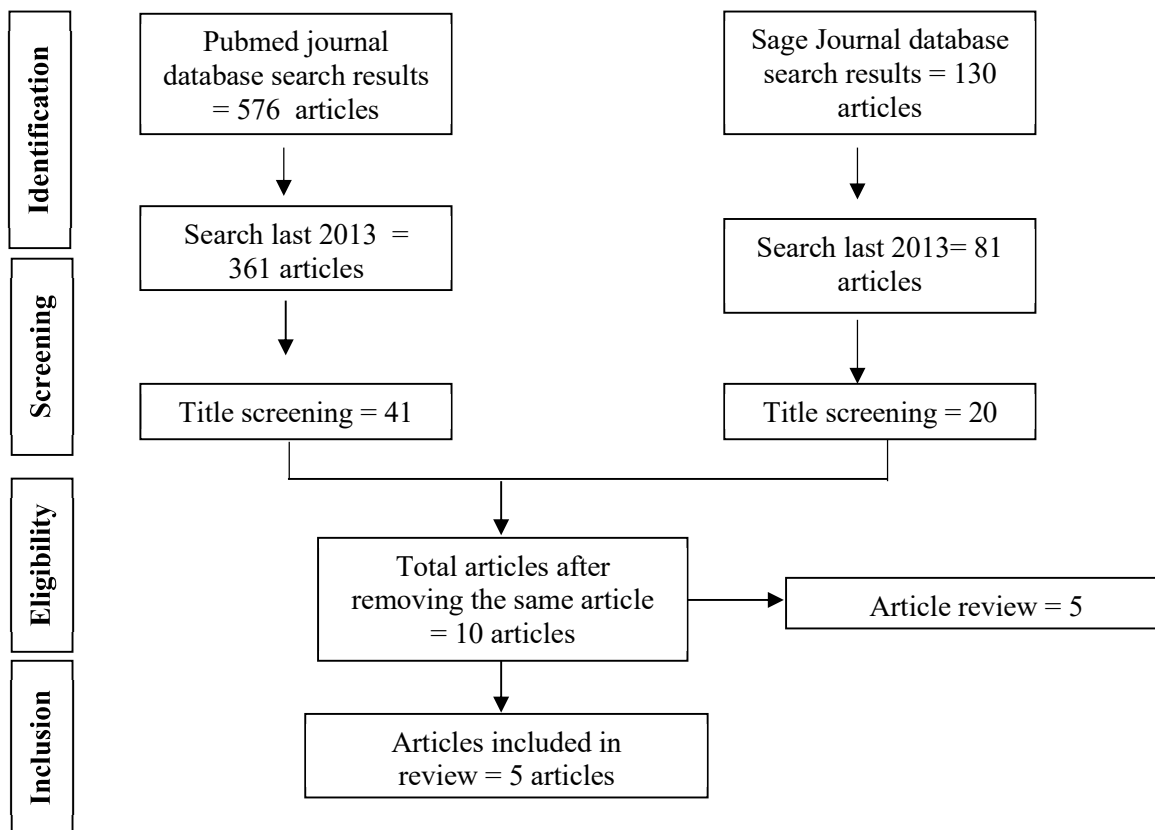 Identification
Pubmed journal
database search results
= 576 articles
Sage Journal database
search results = 130
articles
Search last 2013 =
361 articles
Search last 2013= 81
articles
Screening
Title screening = 41
Title screening = 20
Eligibility
Total articles after
removing the same article
= 10 articles
Article review = 5
Inclusion
Articles included in
review = 5 articles